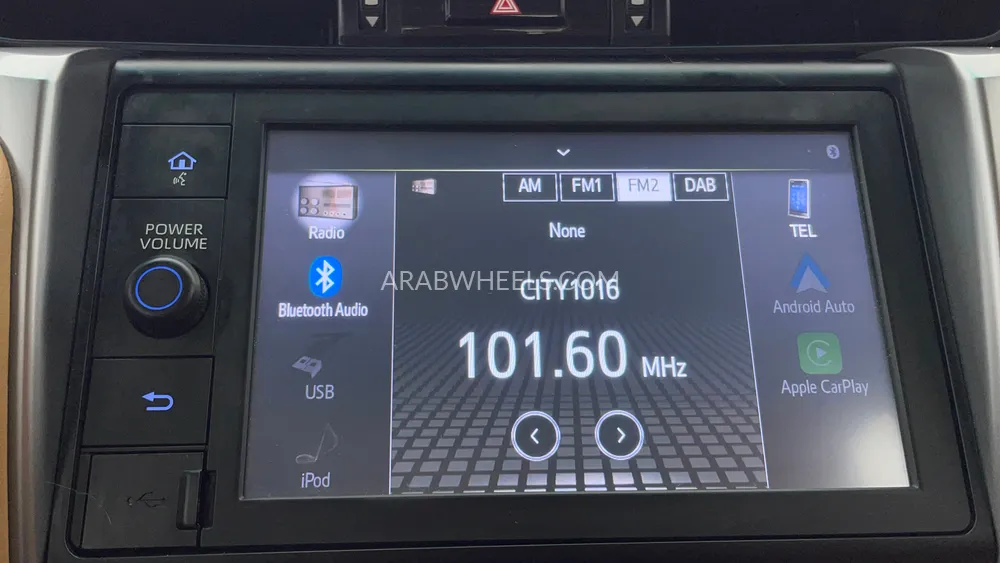 POWER
VOLUME
Radio
Bluetooth Audio
USB
iPod
AM FM1 FM2 DAB
None
CITY1016
101.60 MHz
TEL
Android Auto
Apple CarPlay
ARABWHEELS.COM